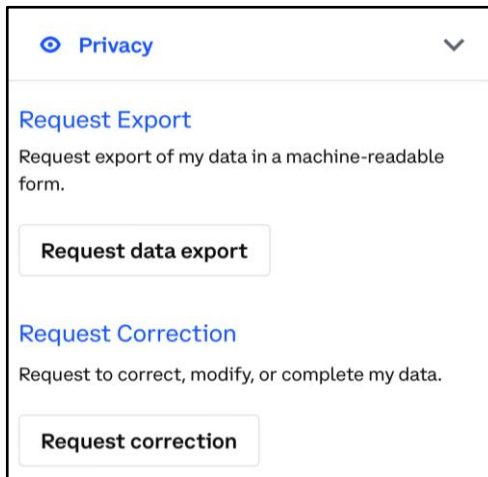 Privacy
Request Export
Request export of my data in a machine-readable
form.
Request data export
Request Correction
Request to correct, modify, or complete my data.
Request correction